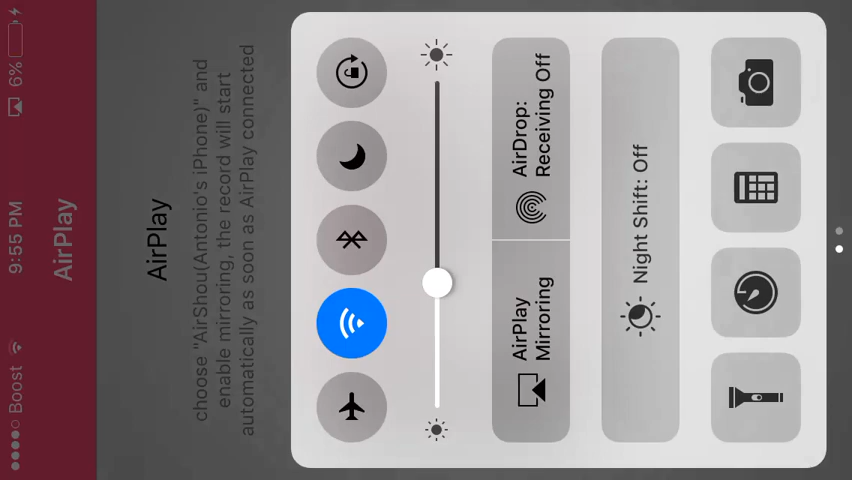 ●●●●○ Boost 9:55 PM 6%
AirPlay
AirPlay
choose "AirShou(Antonio's iPhone)" and
enable mirroring, the record will start
automatically as soon as AirPlay connected
AirPlay
Mirroring
AirDrop:
Receiving Off
Night Shift: Off